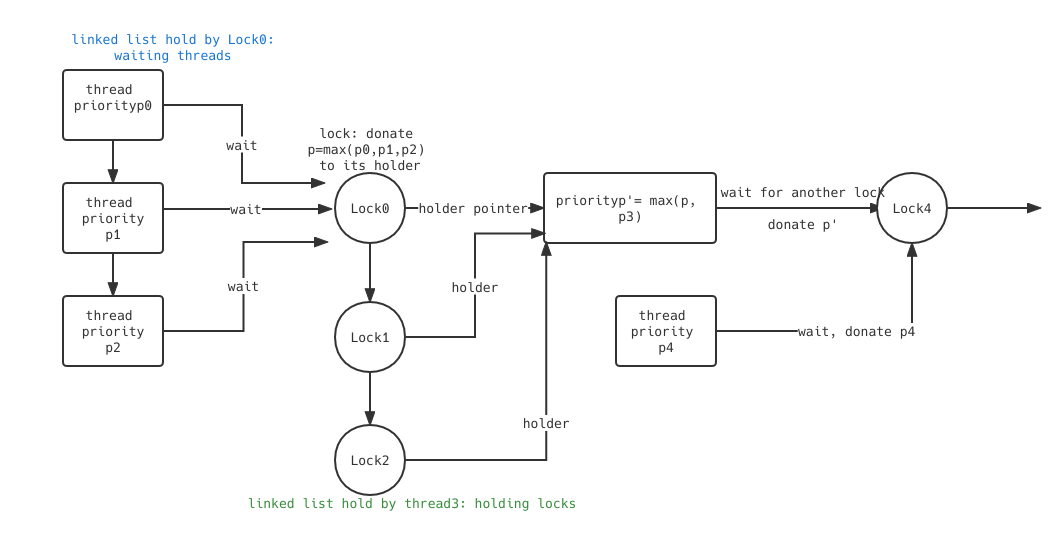 linked list hold by Lock0:
waiting threads
thread
priorityp0
wait
lock: donate
p=max(p0,p1,p2)
to its holder
thread
priority
p1
wait
Lock0
holder pointer
priorityp'= max(p,
p3)
wait for another lock
donate p'
Lock4
wait
holder
thread
priority
p2
Lock1
thread
priority
p4
wait, donate p4
holder
Lock2
linked list hold by thread3: holding locks